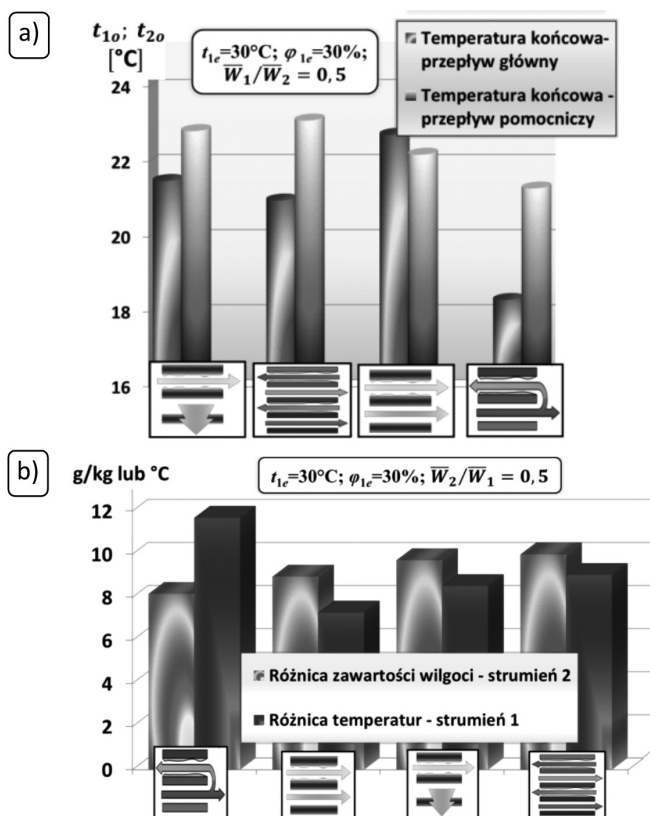 a)
t₁ₒ; t₂ₒ
[°C]
t₁ₑ=30°C; φ₁ₑ=30%;
W̅₁/W̅₂ = 0,5
Temperatura końcowa-
przepływ główny
Temperatura końcowa -
przepływ pomocniczy
24
22
20
18
16
b)
g/kg lub °C
t₁ₑ=30°C; φ₁ₑ=30%; W̅₂/W̅₁ = 0,5
12
10
8
6
4
2
0
Różnica zawartości wilgoci - strumień 2
Różnica temperatur - strumień 1